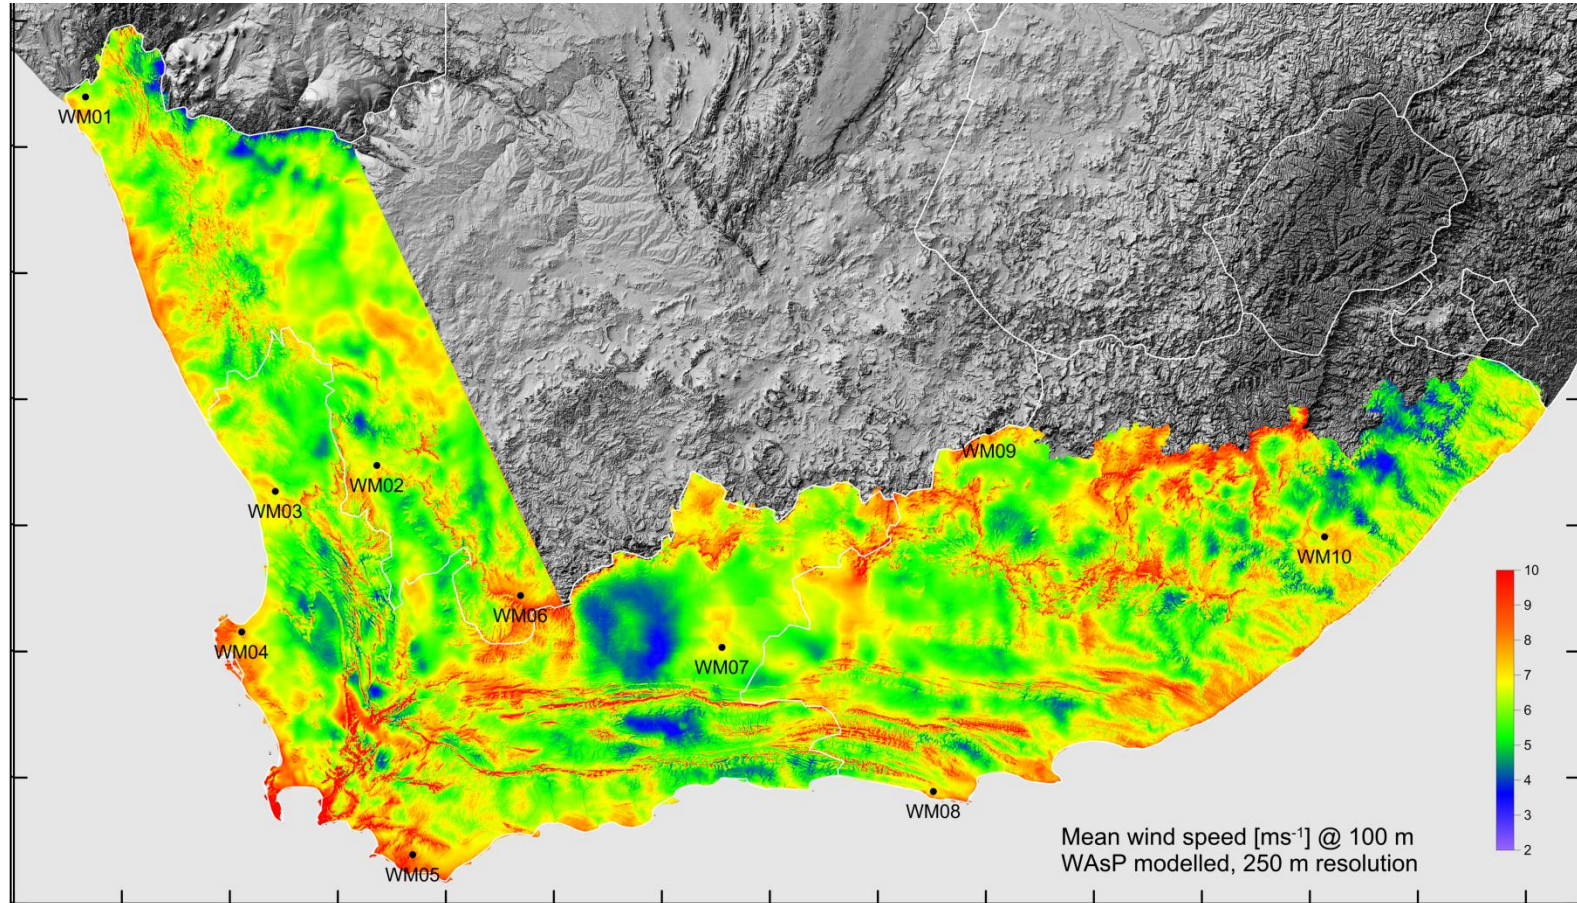 WM01
WM02
WM03
WM09
WM10
WM06
WM04
WM07
WM08
WM05
10
9
8
7
6
5
4
3
2
Mean wind speed [ms⁻¹] @ 100 m
WAsP modelled, 250 m resolution